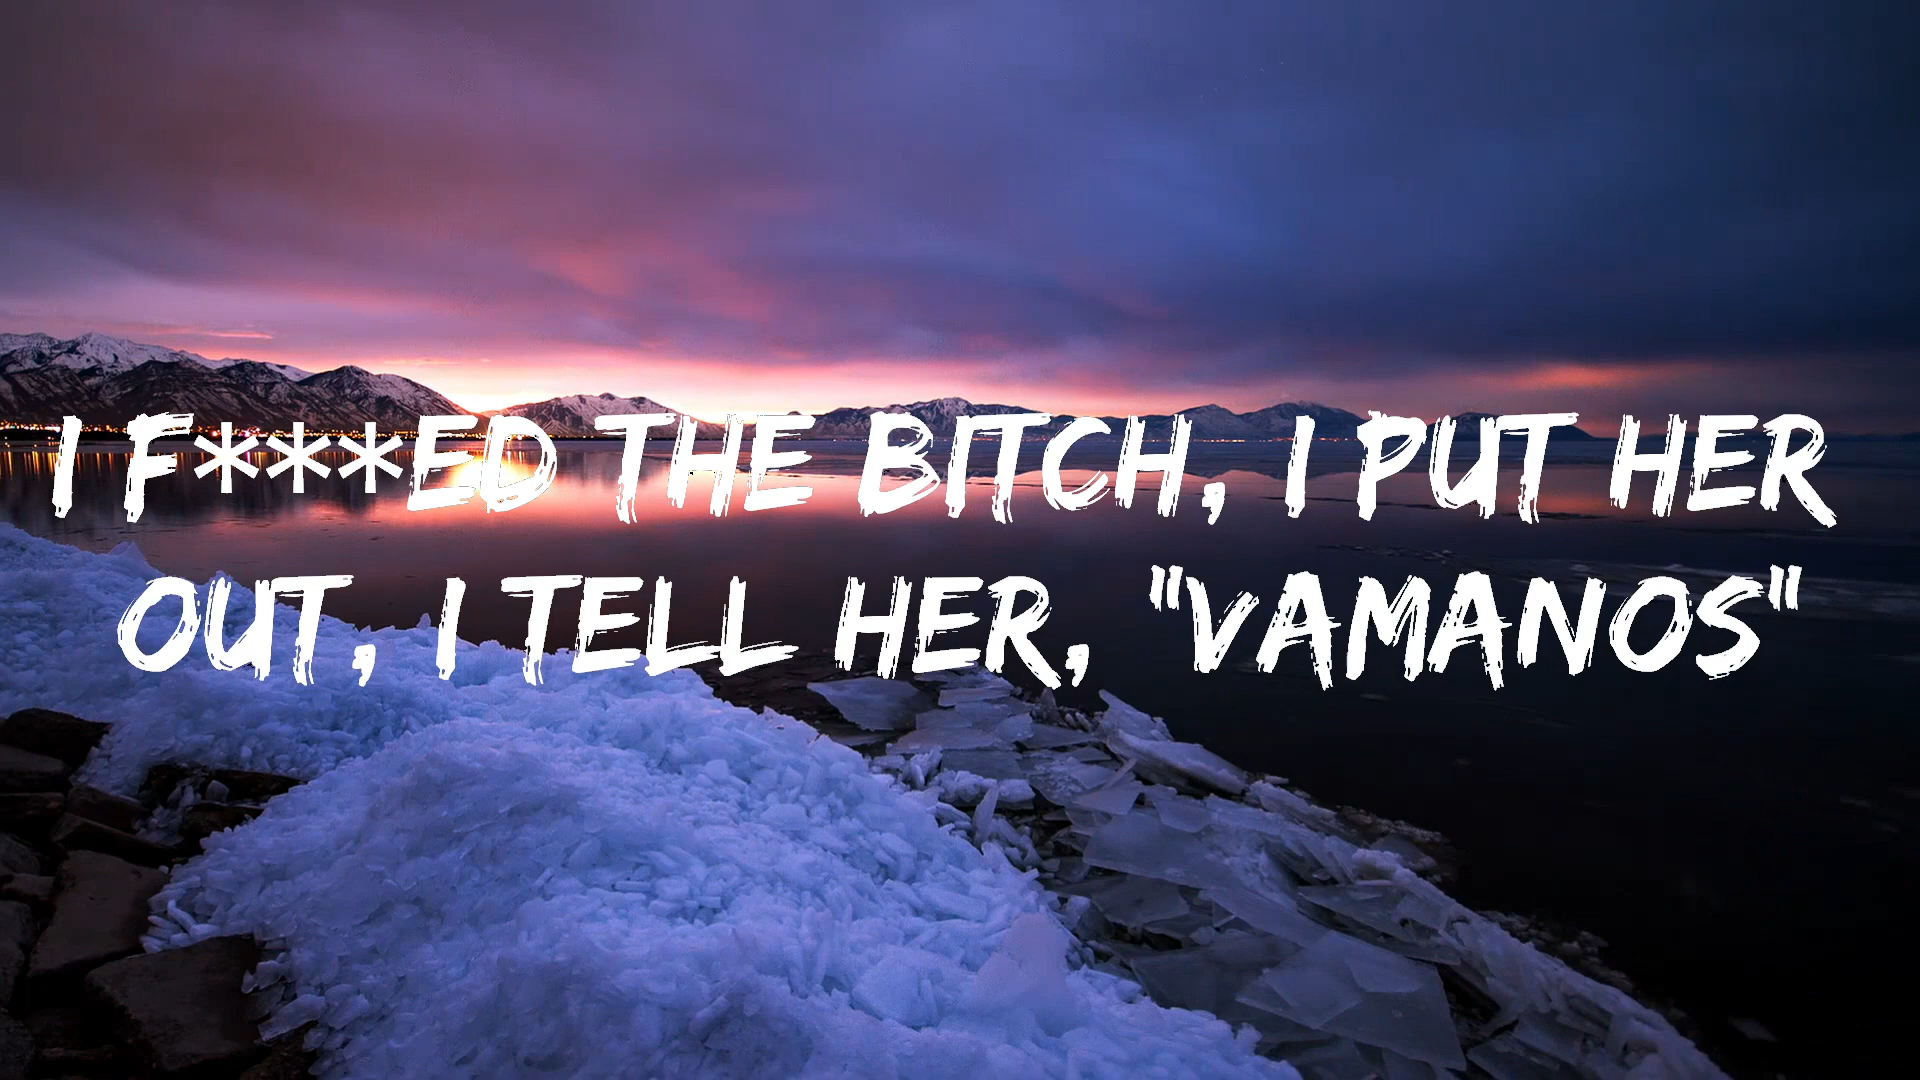 I F***ED THE BITCH, I PUT HER
OUT, I TELL HER, "VAMANOS"